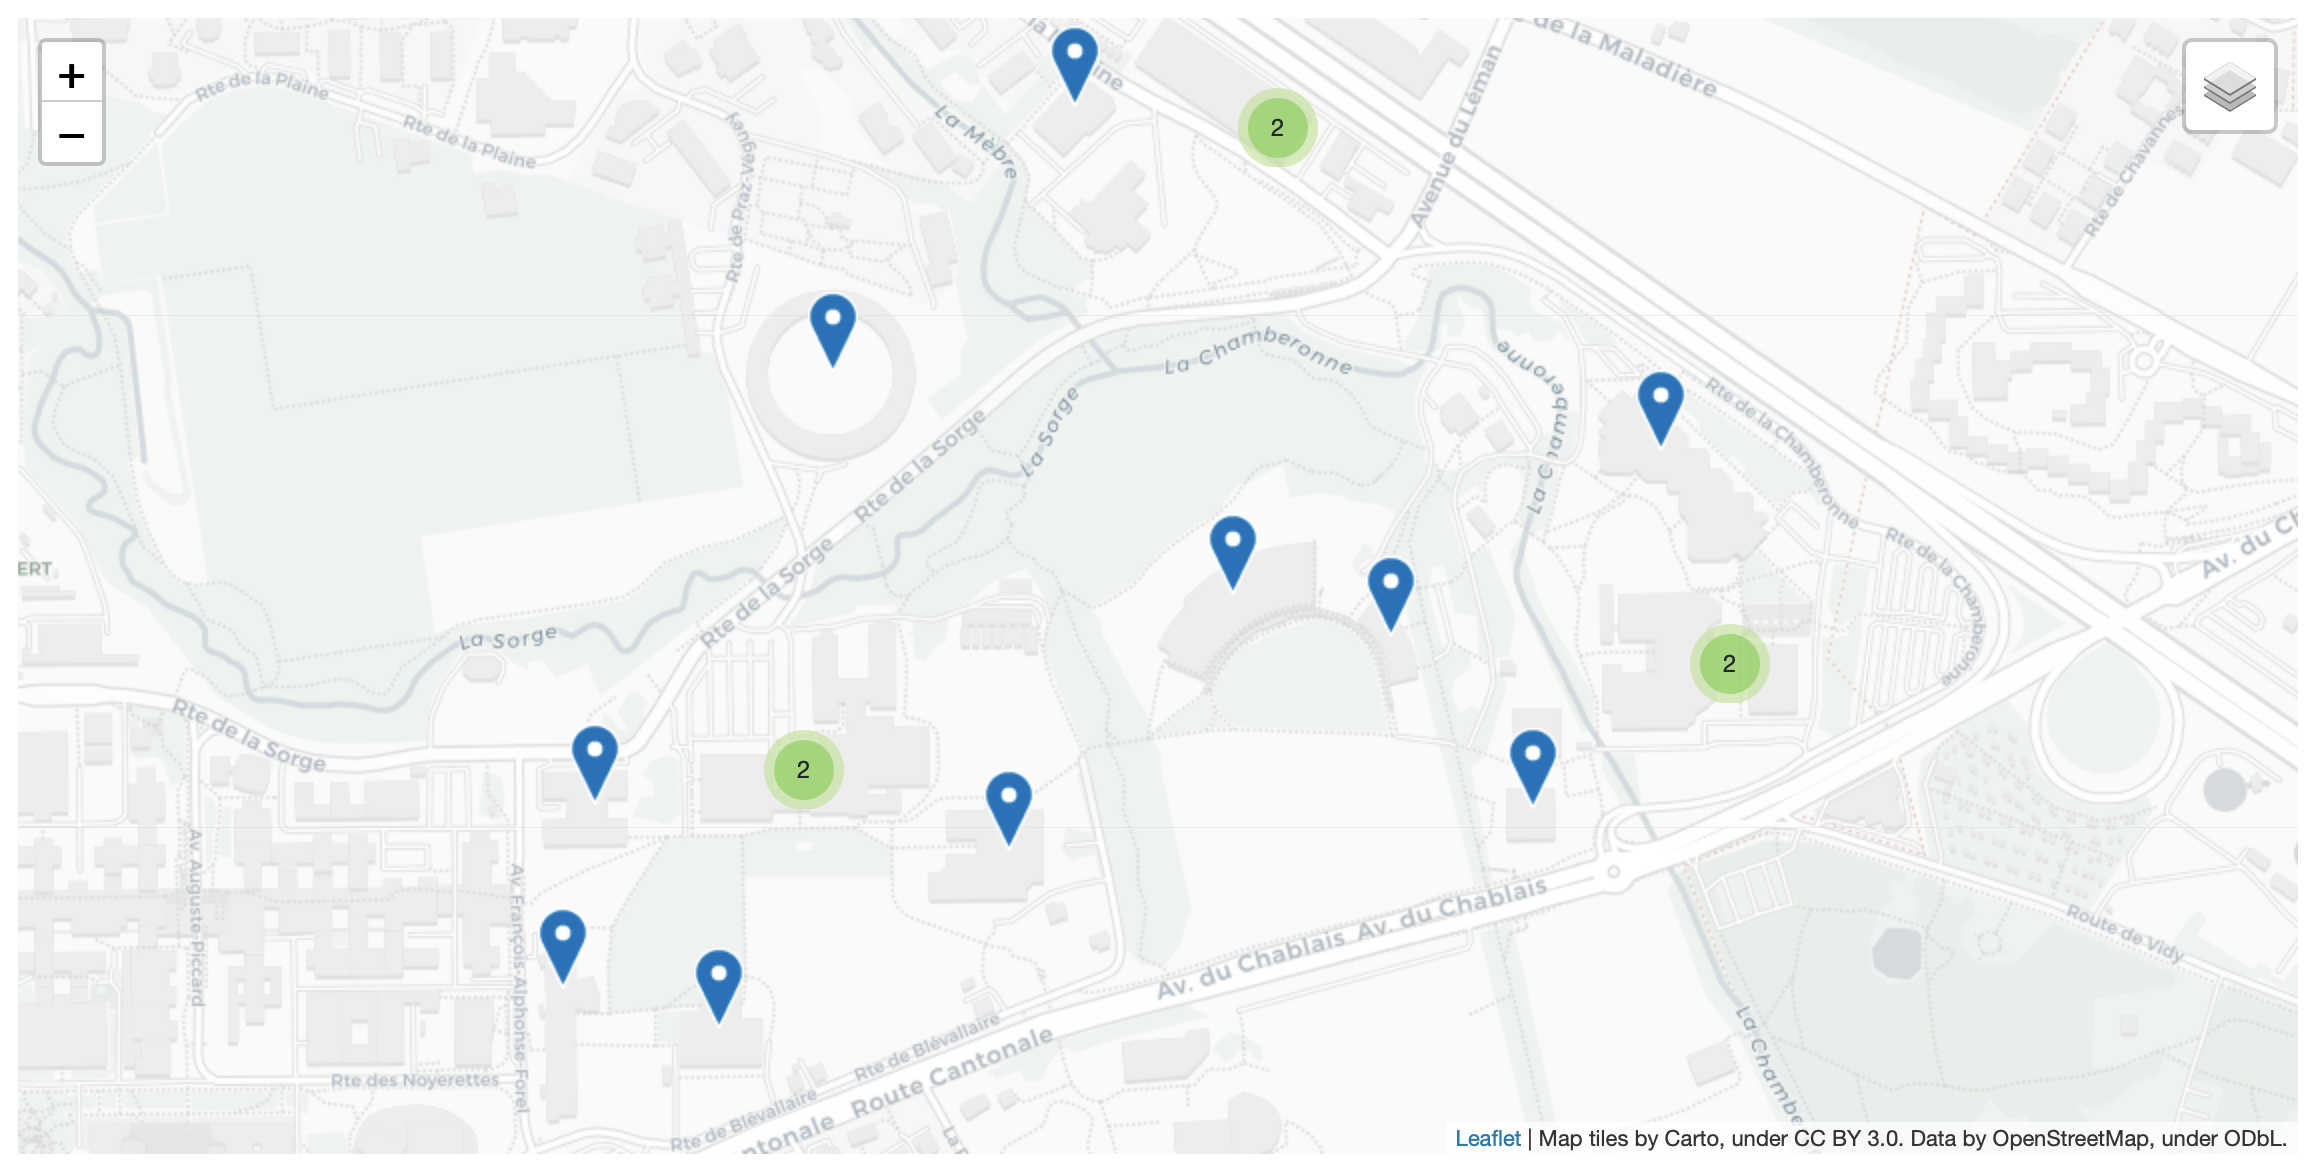 +
−
Rte de la Plaine
Rte de la Plaine
Rte de Praz-Véguey
La Mèbre
2
Avenue du Léman
de la Maladière
Rte de Chavannes
La Chamberonne
La Sorge
Rte de la Sorge
Rte de la Sorge
La Sorge
Rte de la Sorge
Rte de la Chamberonne
Rte de la Chamberonne
Av. du Ch
ERT
2
2
Av. Auguste-Piccard
Av. François-Alphonse-Forel
Rte des Noyerettes
Av. du Chablais
Av. du Chablais
Rte de Blévallaire
Rte de Blévallaire
Route Cantonale
ntonale
Route de Vidy
La Chambe
Leaflet | Map tiles by Carto, under CC BY 3.0. Data by OpenStreetMap, under ODbL.